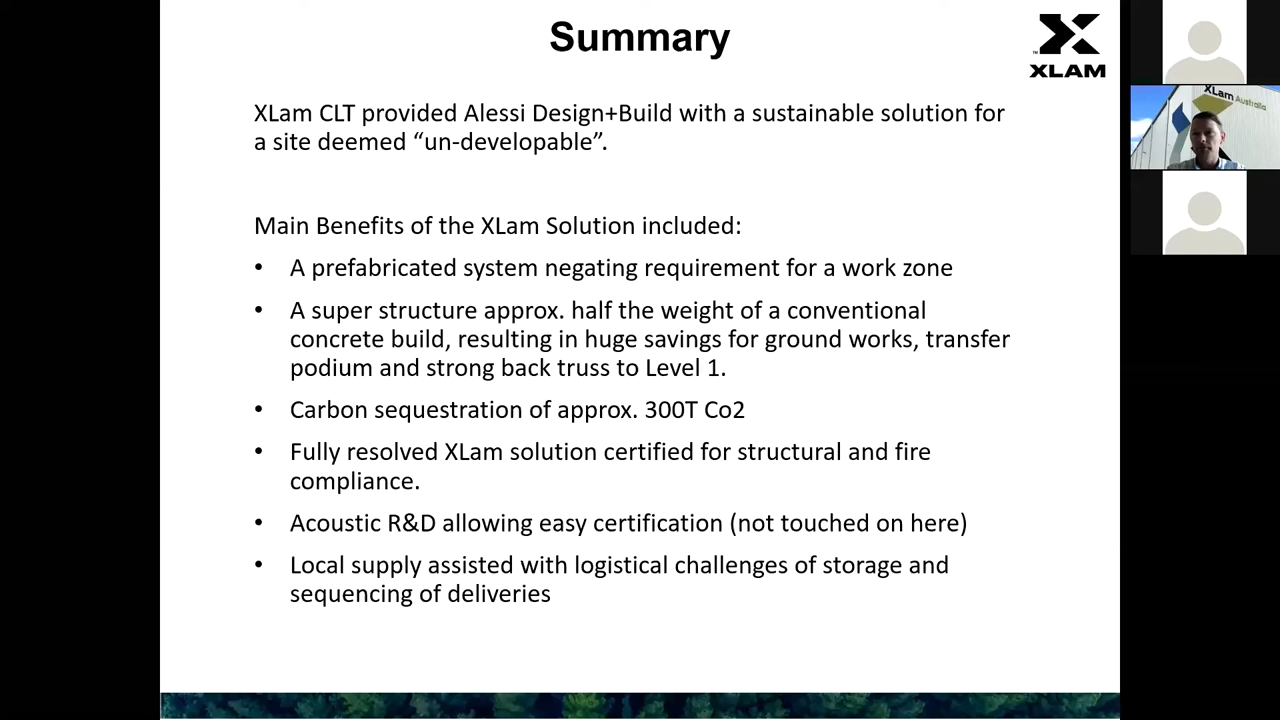 Summary
XLAM
XLam CLT provided Alessi Design+Build with a sustainable solution for
a site deemed “un-developable”.
Main Benefits of the XLam Solution included:
• A prefabricated system negating requirement for a work zone
• A super structure approx. half the weight of a conventional
concrete build, resulting in huge savings for ground works, transfer
podium and strong back truss to Level 1.
• Carbon sequestration of approx. 300T Co2
• Fully resolved XLam solution certified for structural and fire
compliance.
• Acoustic R&D allowing easy certification (not touched on here)
• Local supply assisted with logistical challenges of storage and
sequencing of deliveries
XLam Australia